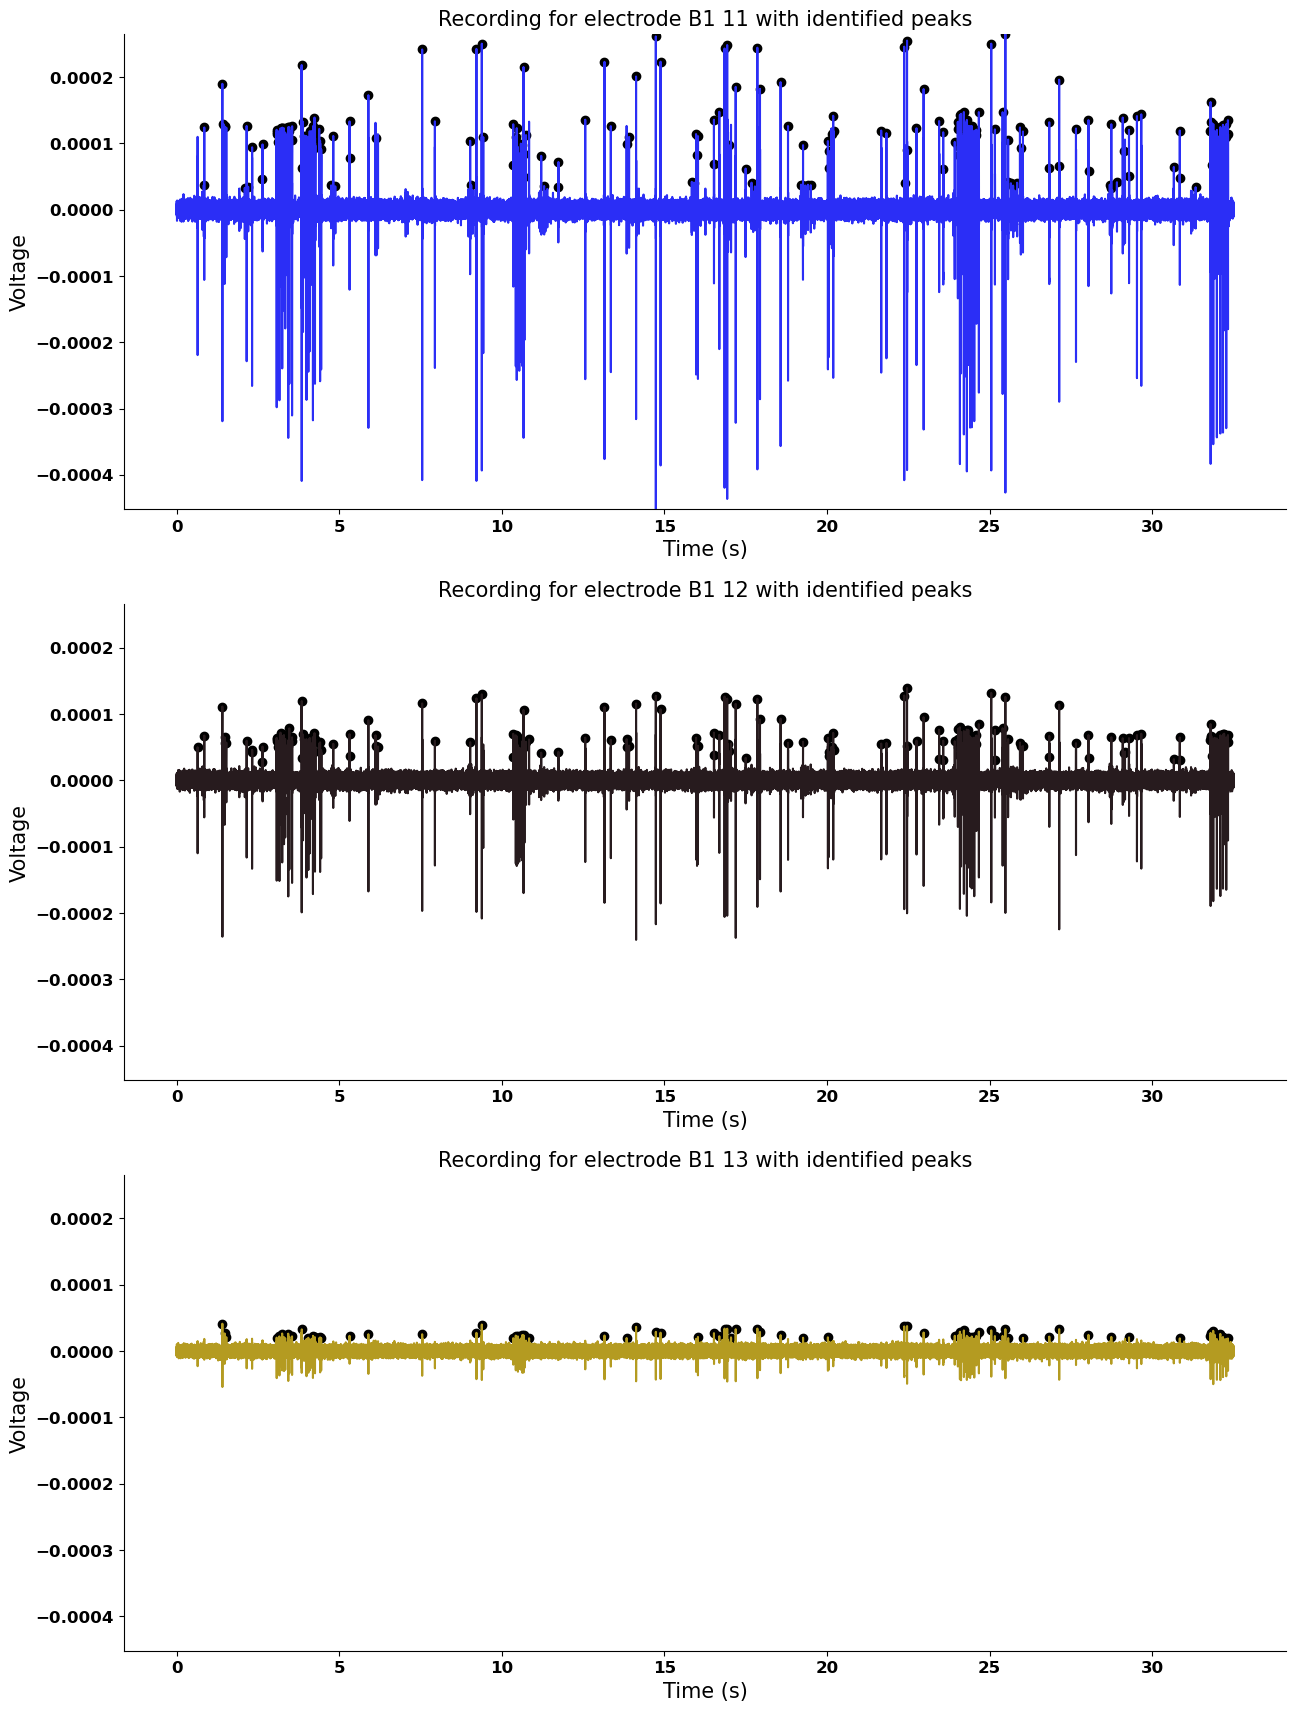 Recording for electrode B1 11 with identified peaks
0.0002
0.0001
0.0000
−0.0001
−0.0002
−0.0003
−0.0004
Voltage
0 5 10 15 20 25 30
Time (s)
Recording for electrode B1 12 with identified peaks
0.0002
0.0001
0.0000
−0.0001
−0.0002
−0.0003
−0.0004
Voltage
0 5 10 15 20 25 30
Time (s)
Recording for electrode B1 13 with identified peaks
0.0002
0.0001
0.0000
−0.0001
−0.0002
−0.0003
−0.0004
Voltage
0 5 10 15 20 25 30
Time (s)